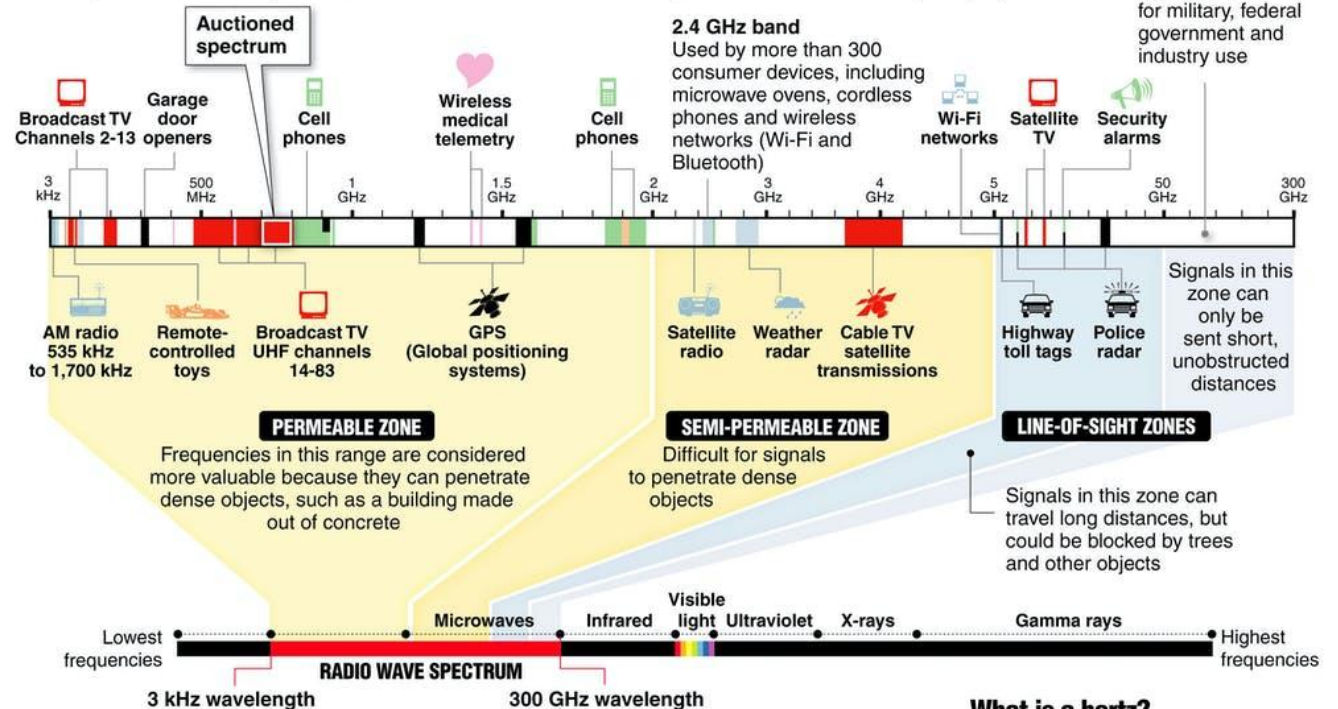 for military, federal
government and
industry use
Auctioned
spectrum
2.4 GHz band
Used by more than 300
consumer devices, including
microwave ovens, cordless
phones and wireless
networks (Wi-Fi and
Bluetooth)
Broadcast TV
Channels 2-13
Garage
door
openers
Cell
phones
Wireless
medical
telemetry
Cell
phones
Wi-Fi
networks
Satellite
TV
Security
alarms
3
kHz
500
MHz
1
GHz
1.5
GHz
2
GHz
3
GHz
4
GHz
5
GHz
50
GHz
300
GHz
AM radio
535 kHz
to 1,700 kHz
Remote-
controlled
toys
Broadcast TV
UHF channels
14-83
GPS
(Global positioning
systems)
Satellite
radio
Weather
radar
Cable TV
satellite
transmissions
Highway
toll tags
Police
radar
Signals in this
zone can
only be
sent short,
unobstructed
distances
PERMEABLE ZONE
Frequencies in this range are considered
more valuable because they can penetrate
dense objects, such as a building made
out of concrete
SEMI-PERMEABLE ZONE
Difficult for signals
to penetrate dense
objects
LINE-OF-SIGHT ZONES
Signals in this zone can
travel long distances, but
could be blocked by trees
and other objects
Lowest
frequencies
Microwaves
Infrared
Visible
light
Ultraviolet
X-rays
Gamma rays
Highest
frequencies
RADIO WAVE SPECTRUM
3 kHz wavelength
300 GHz wavelength
What is a hertz?